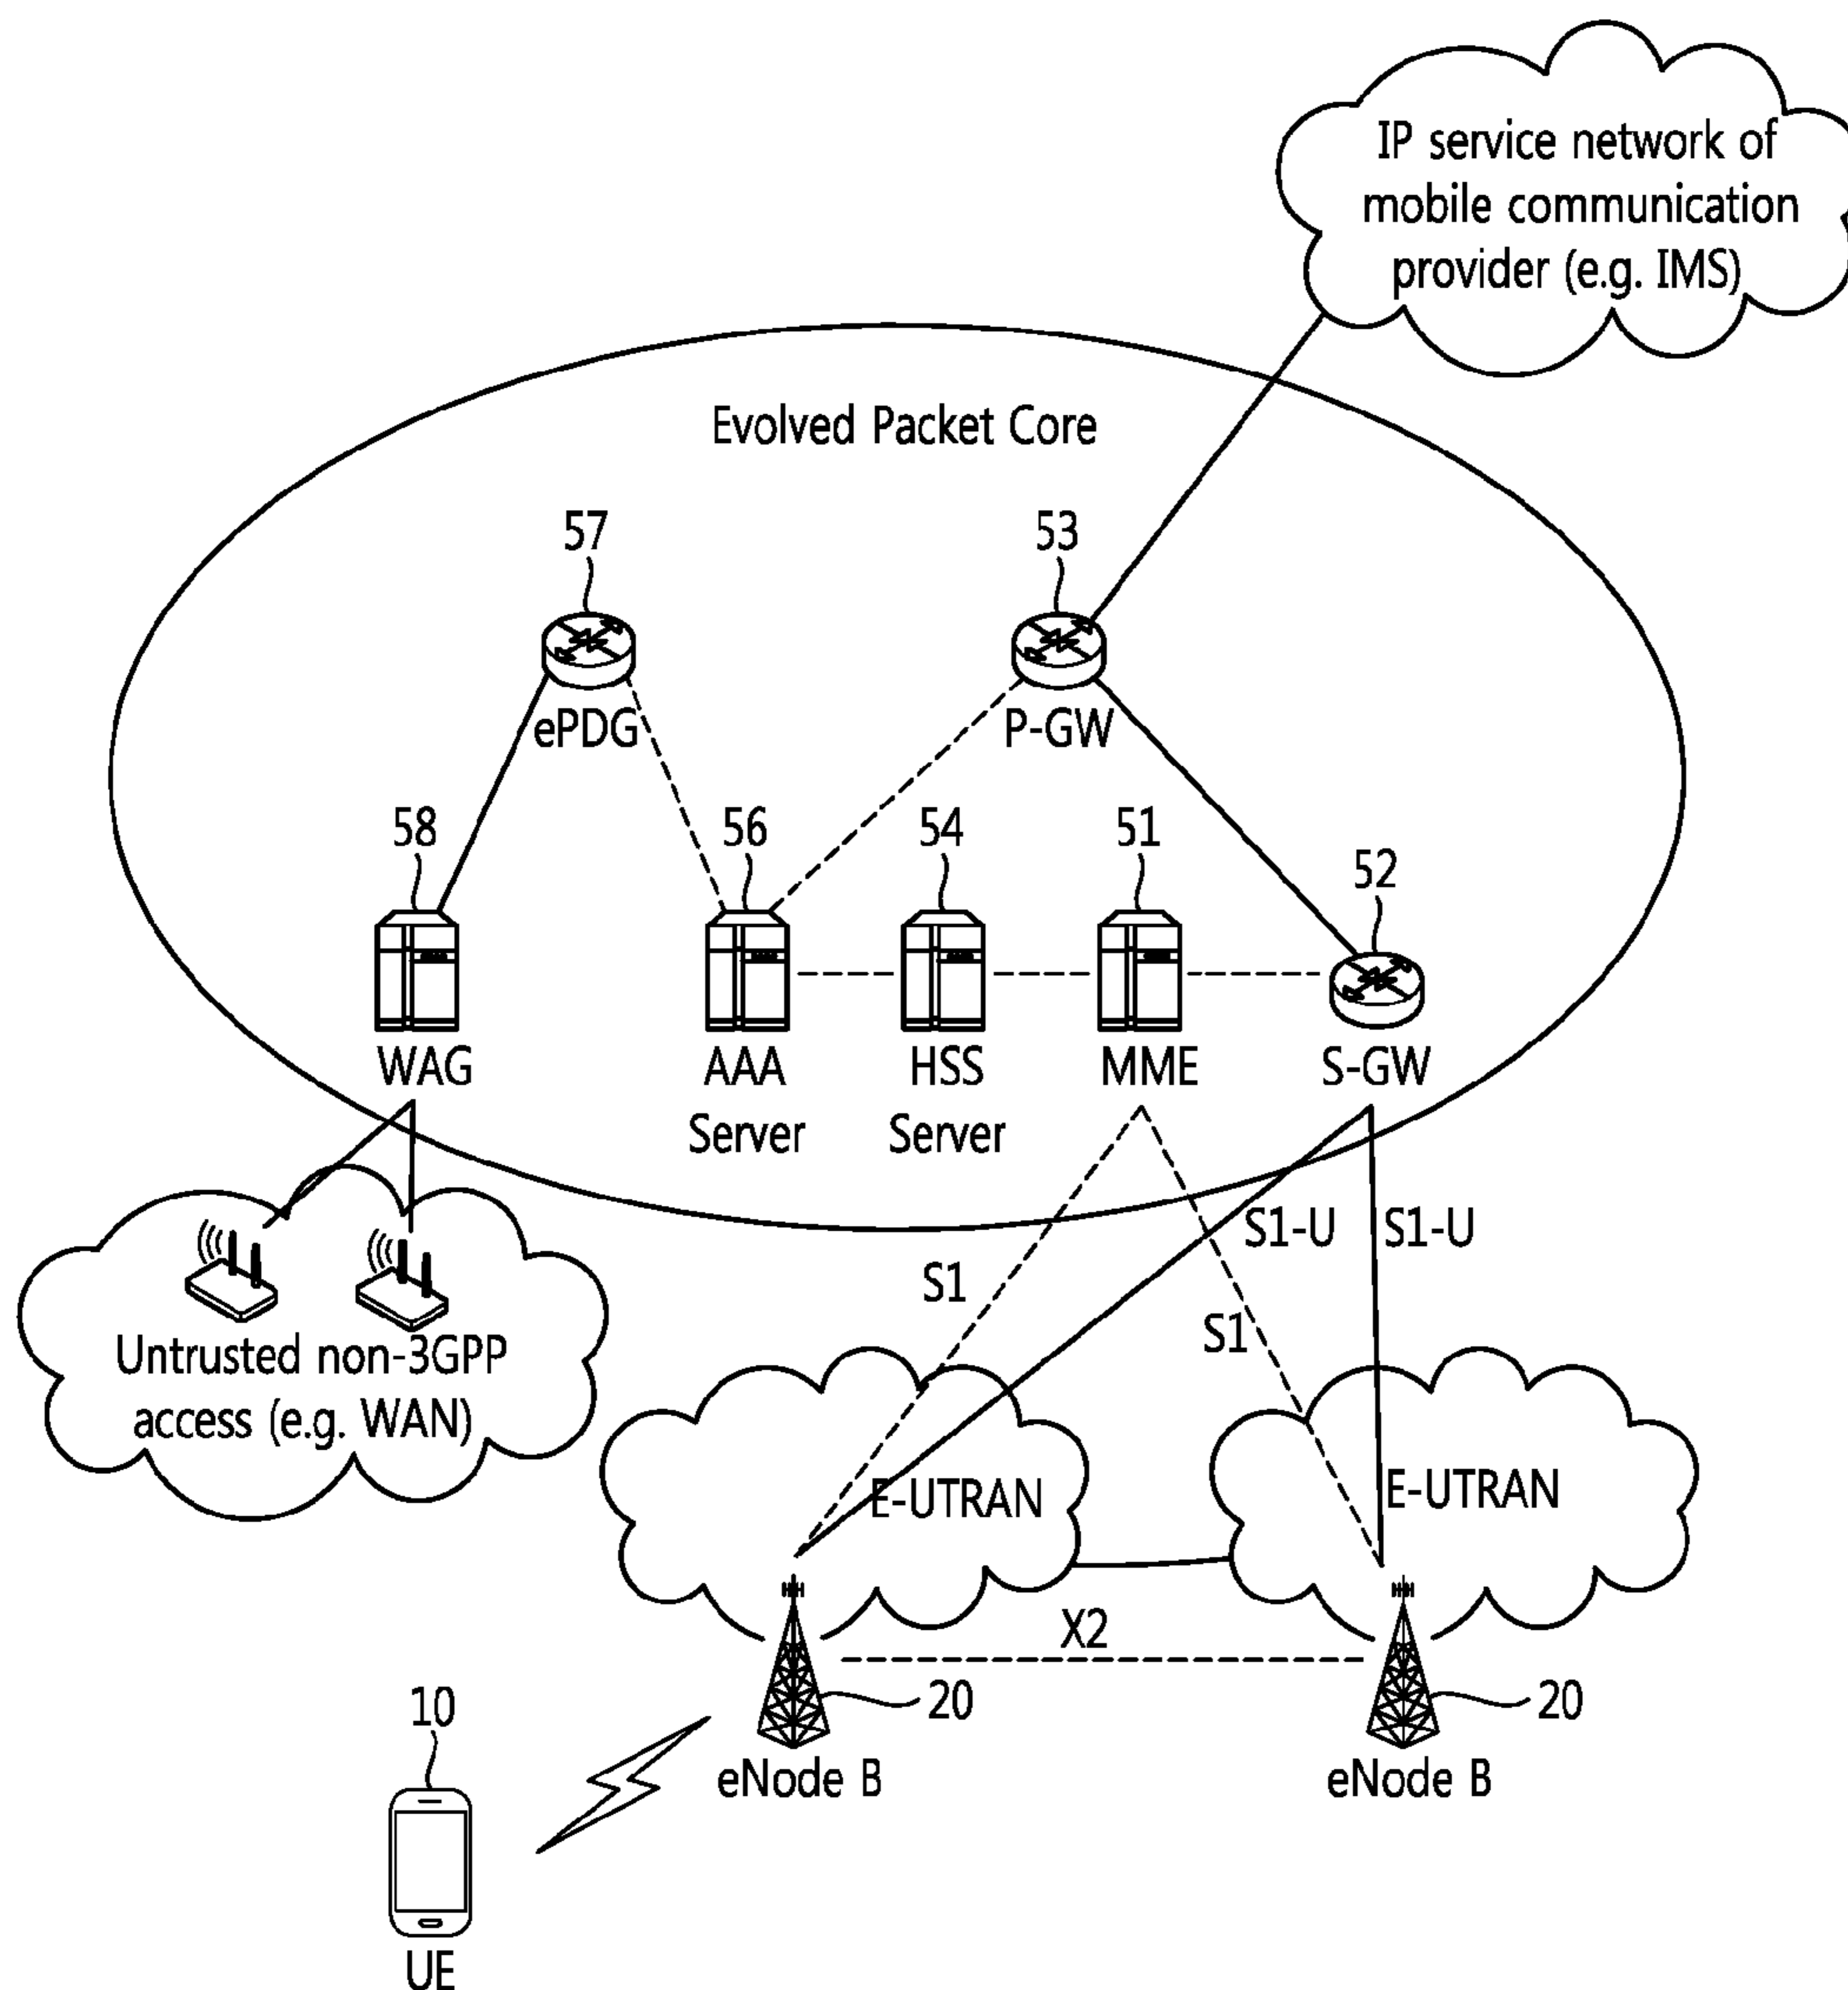 IP service network of
mobile communication
provider (e.g. IMS)
Evolved Packet Core
57
53
ePDG
P-GW
58
56
54
51
52
WAG
AAA
Server
HSS
Server
MME
S-GW
S1-U
S1-U
S1
S1
Untrusted non-3GPP
access (e.g. WAN)
E-UTRAN
E-UTRAN
X2
20
20
10
eNode B
eNode B
UE